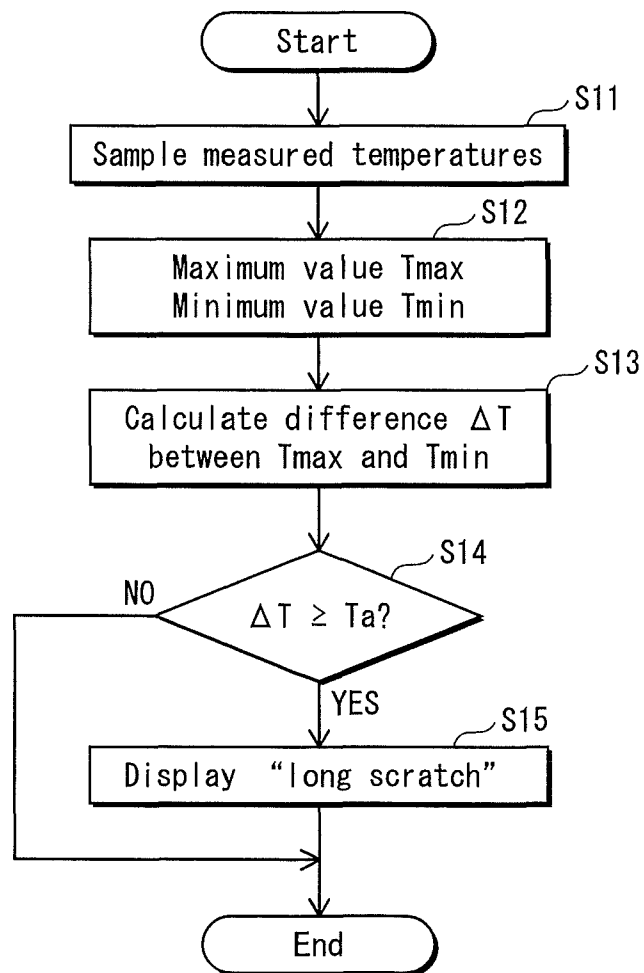 Start
S11
Sample measured temperatures
S12
Maximum value Tmax
Minimum value Tmin
S13
Calculate difference ΔT
between Tmax and Tmin
S14
NO
ΔT ≥ Ta?
YES
S15
Display “long scratch”
End